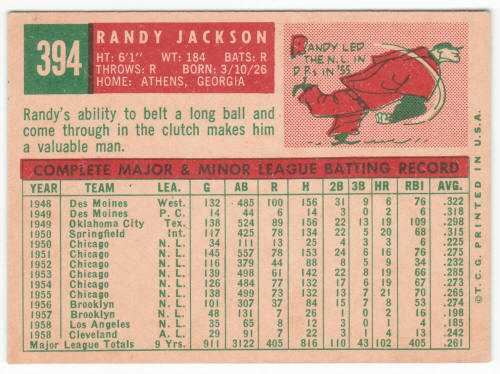 394
RANDY JACKSON
HT: 6'1" WT: 184 BATS: R
THROWS: R BORN: 3/10/26
HOME: ATHENS, GEORGIA
RANDY LED
THE N.L. IN
D.P.s IN '55
Randy's ability to belt a long ball and
come through in the clutch makes him
a valuable man.
COMPLETE MAJOR & MINOR LEAGUE BATTING RECORD
YEAR TEAM LEA. G AB R H 2B 3B HR RBI AVG.
1948 Des Moines West. 132 485 100 156 31 9 6 76 .322
1949 Des Moines P. C. 14 44 6 14 3 0 2 6 .318
1949 Oklahoma City Tex. 138 524 89 156 32 2 19 109 .298
1950 Springfield Int. 117 425 78 134 22 5 20 68 .315
1950 Chicago N. L. 34 111 13 25 4 3 3 6 .225
1951 Chicago N. L. 145 557 78 153 24 6 16 76 .275
1952 Chicago N. L. 116 379 44 88 8 5 9 34 .232
1953 Chicago N. L. 139 498 61 142 22 8 19 66 .285
1954 Chicago N. L. 126 484 77 132 17 6 19 67 .273
1955 Chicago N. L. 138 499 73 132 13 7 21 70 .265
1956 Brooklyn N. L. 101 307 37 84 15 7 8 53 .274
1957 Brooklyn N. L. 48 131 7 26 1 0 2 16 .198
1958 Los Angeles N. L. 35 65 8 12 3 0 1 4 .185
1958 Cleveland A. L. 29 91 7 22 3 1 4 13 .242
Major League Totals 9 Yrs. 911 3122 405 816 110 43 102 405 .261
©T.C.G. PRINTED IN U.S.A.